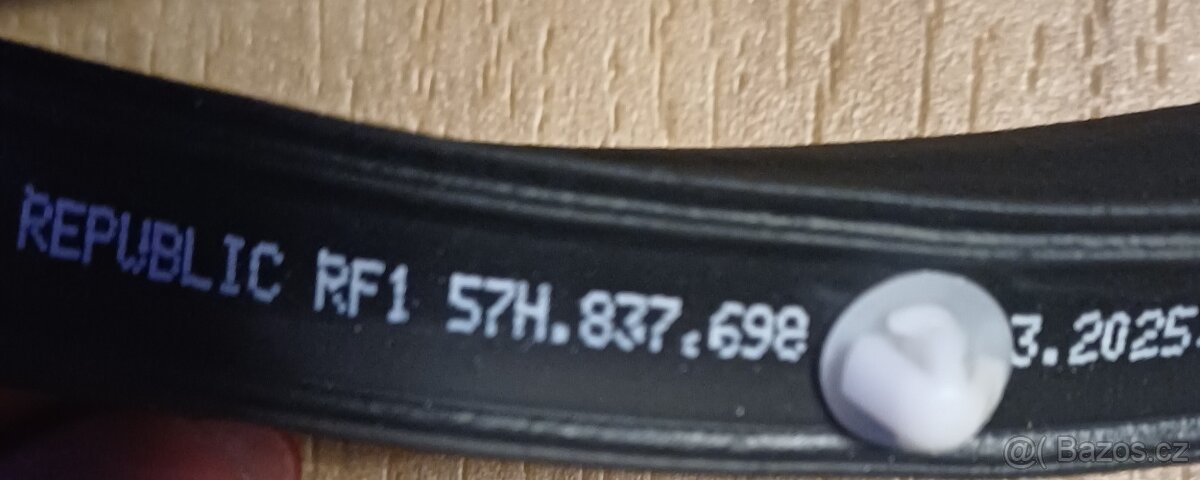 REPUBLIC RF1 57H.837.698 3.2025
@( Bazos.cz